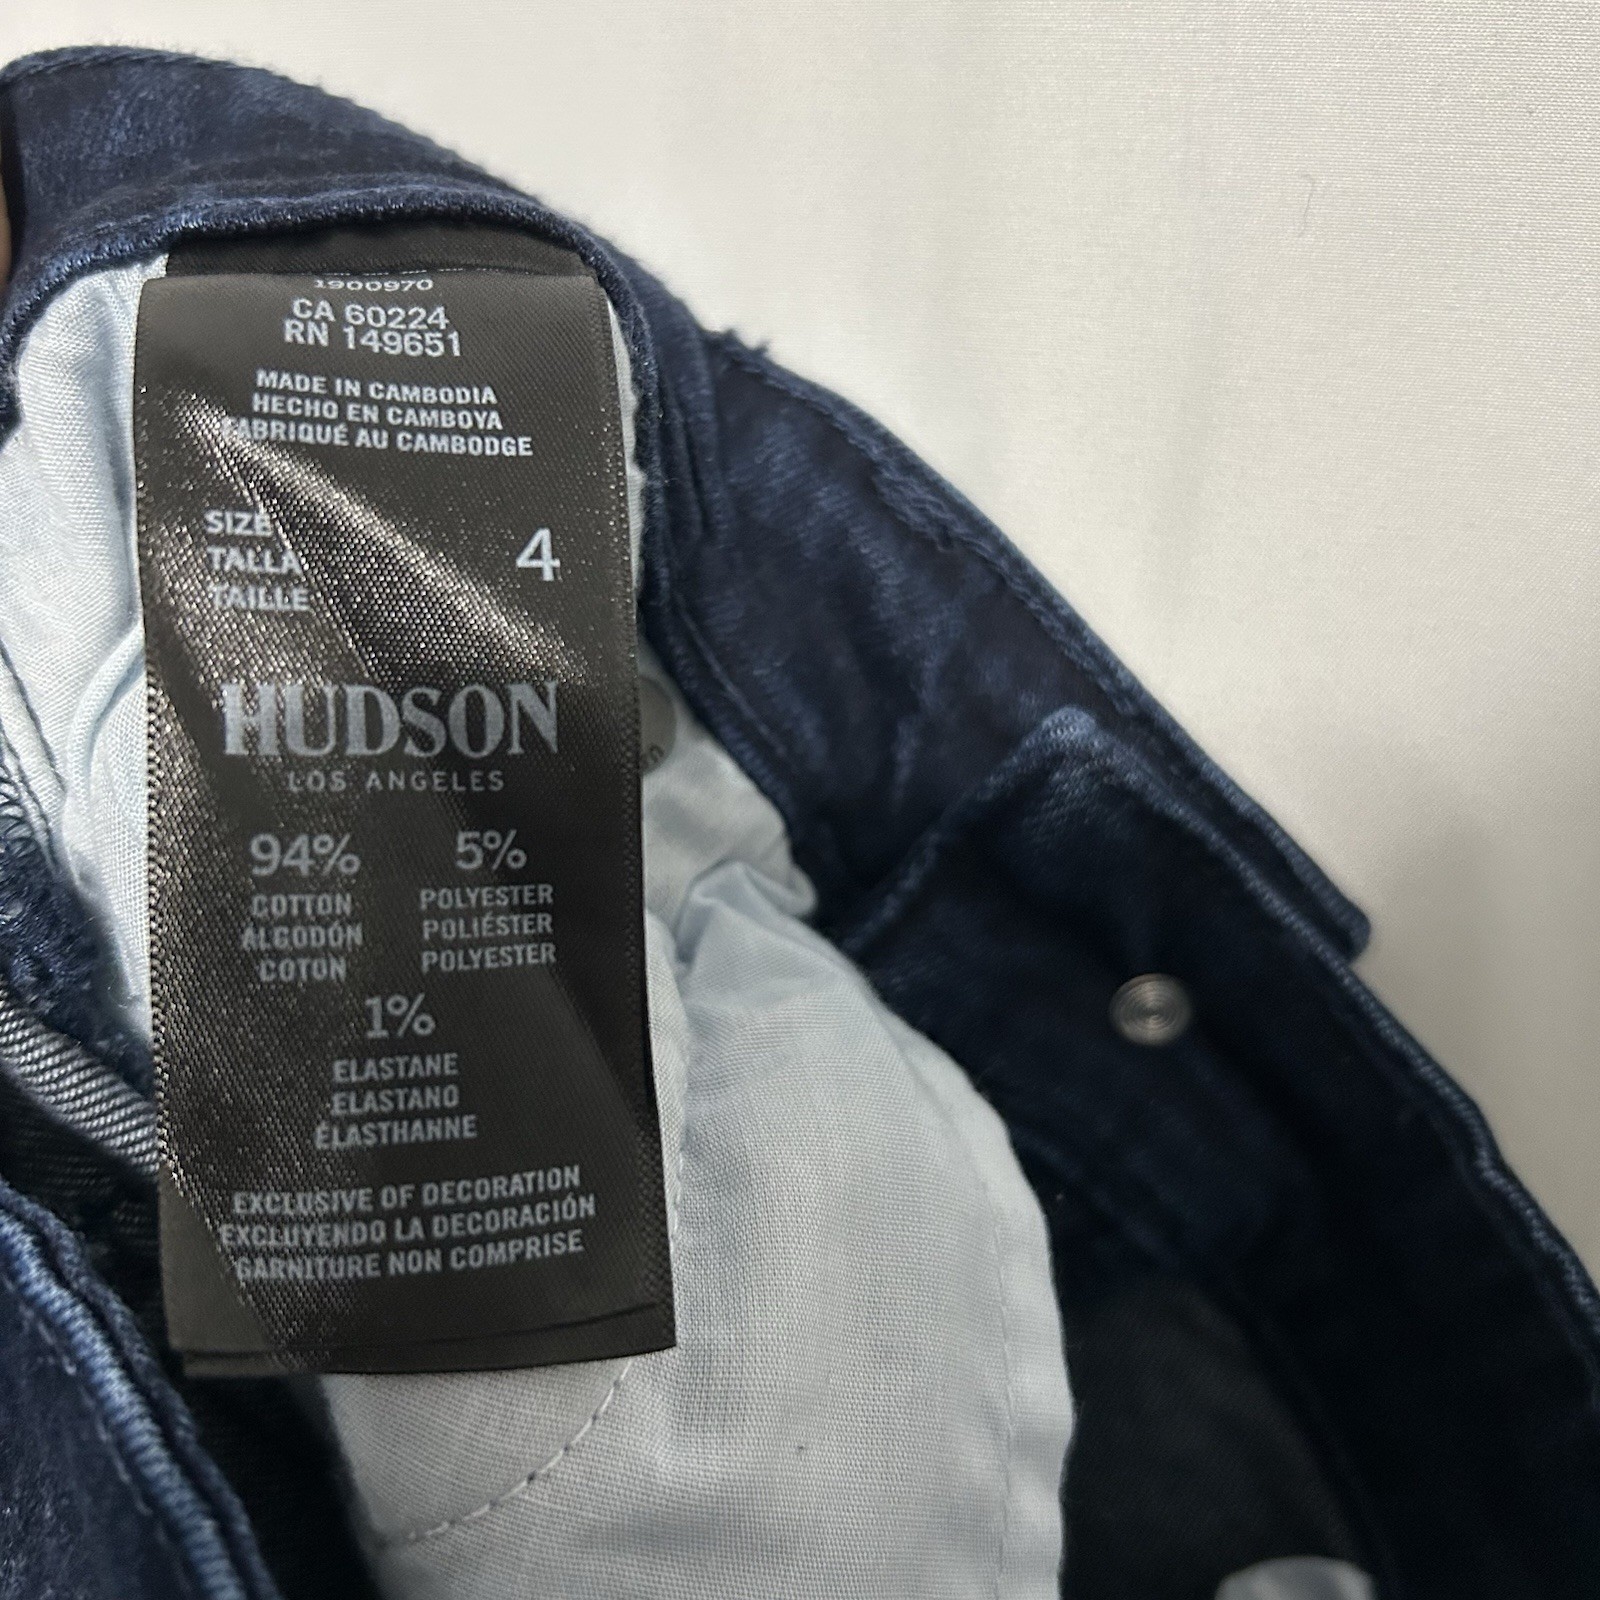 1900970
CA 60224
RN 149651
MADE IN CAMBODIA
HECHO EN CAMBOYA
FABRIQUÉ AU CAMBODGE
SIZE
TALLA
TAILLE
4
HUDSON
LOS ANGELES
94%
COTTON
ALGODÓN
COTON
5%
POLYESTER
POLIÉSTER
POLYESTER
1%
ELASTANE
ELASTANO
ÉLASTHANNE
EXCLUSIVE OF DECORATION
EXCLUYENDO LA DECORACIÓN
GARNITURE NON COMPRISE